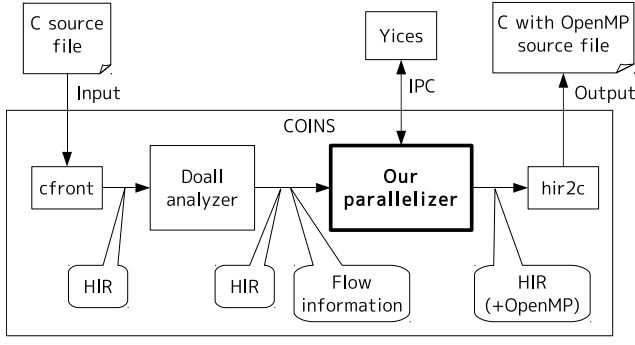 C source
file
Yices
C with OpenMP
source file
Input
IPC
Output
COINS
cfront
Doall
analyzer
Our
parallelizer
hir2c
HIR
HIR
Flow
information
HIR
(+OpenMP)